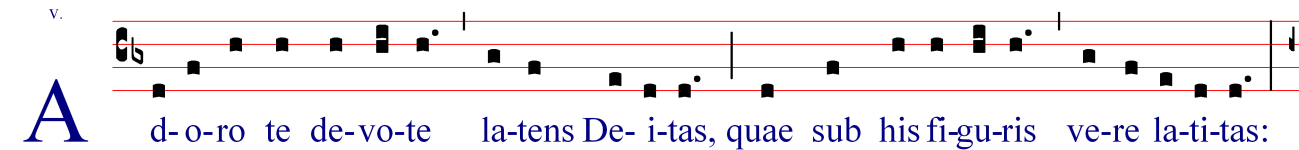 V.
Ad-o-ro te de-vo-te la-tens De- i-tas, quae sub his fi-gu-ris ve-re la-ti-tas: